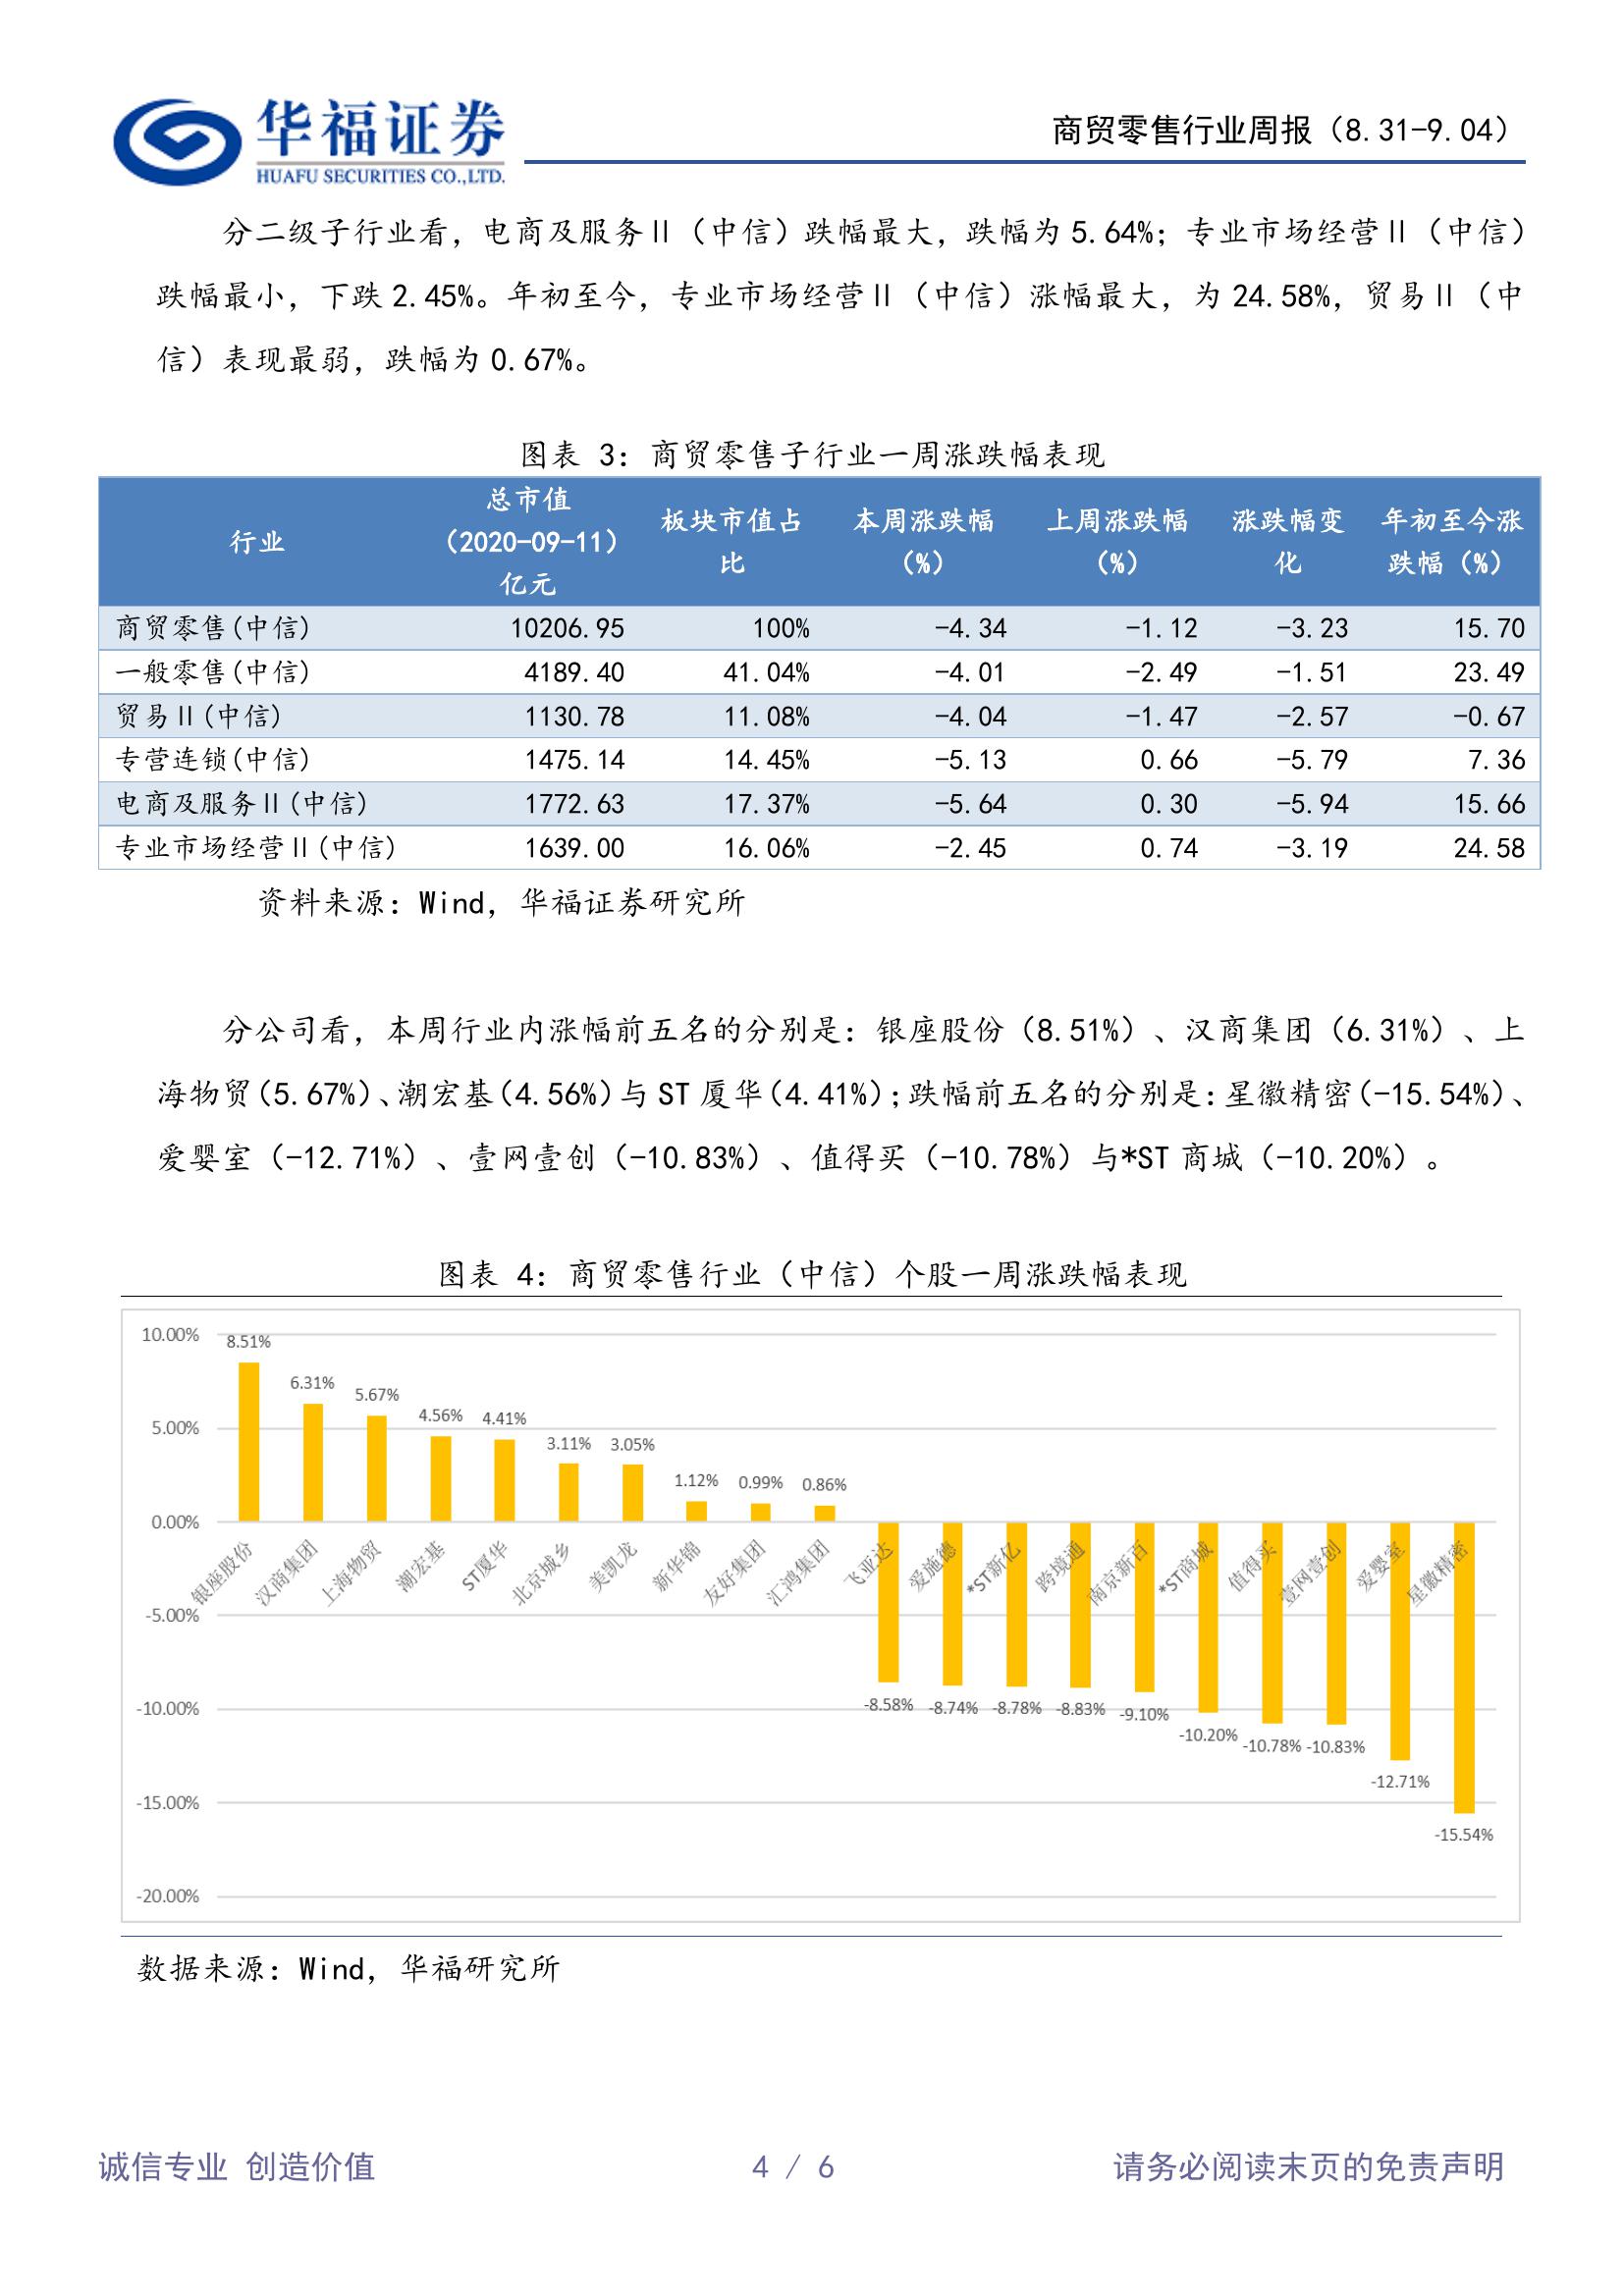 华福证券
HUAFU SECURITIES CO.,LTD.
商贸零售行业周报（8.31-9.04）
分二级子行业看，电商及服务Ⅱ（中信）跌幅最大，跌幅为 5.64%；专业市场经营Ⅱ（中信）
跌幅最小，下跌 2.45%。年初至今，专业市场经营Ⅱ（中信）涨幅最大，为 24.58%，贸易Ⅱ（中
信）表现最弱，跌幅为 0.67%。
图表 3：商贸零售子行业一周涨跌幅表现
行业 总市值（2020-09-11）亿元 板块市值占比 本周涨跌幅（%） 上周涨跌幅（%） 涨跌幅变化 年初至今涨跌幅（%）
商贸零售(中信) 10206.95 100% -4.34 -1.12 -3.23 15.70
一般零售(中信) 4189.40 41.04% -4.01 -2.49 -1.51 23.49
贸易Ⅱ(中信) 1130.78 11.08% -4.04 -1.47 -2.57 -0.67
专营连锁(中信) 1475.14 14.45% -5.13 0.66 -5.79 7.36
电商及服务Ⅱ(中信) 1772.63 17.37% -5.64 0.30 -5.94 15.66
专业市场经营Ⅱ(中信) 1639.00 16.06% -2.45 0.74 -3.19 24.58
资料来源：Wind，华福证券研究所
分公司看，本周行业内涨幅前五名的分别是：银座股份（8.51%）、汉商集团（6.31%）、上
海物贸（5.67%）、潮宏基（4.56%）与 ST 厦华（4.41%）；跌幅前五名的分别是：星徽精密（-15.54%）、
爱婴室（-12.71%）、壹网壹创（-10.83%）、值得买（-10.78%）与*ST 商城（-10.20%）。
图表 4：商贸零售行业（中信）个股一周涨跌幅表现
10.00%
5.00%
0.00%
-5.00%
-10.00%
-15.00%
-20.00%
8.51% 6.31% 5.67% 4.56% 4.41% 3.11% 3.05% 1.12% 0.99% 0.86%
银座股份 汉商集团 上海物贸 潮宏基 ST厦华 北京城乡 美凯龙 新华锦 友好集团 汇鸿集团 飞亚达 爱施德 *ST新亿 跨境通 南京新百 *ST商城 值得买 壹网壹创 爱婴室 星徽精密
-8.58% -8.74% -8.78% -8.83% -9.10% -10.20% -10.78% -10.83% -12.71% -15.54%
数据来源：Wind，华福研究所
诚信专业 创造价值
4 / 6
请务必阅读末页的免责声明